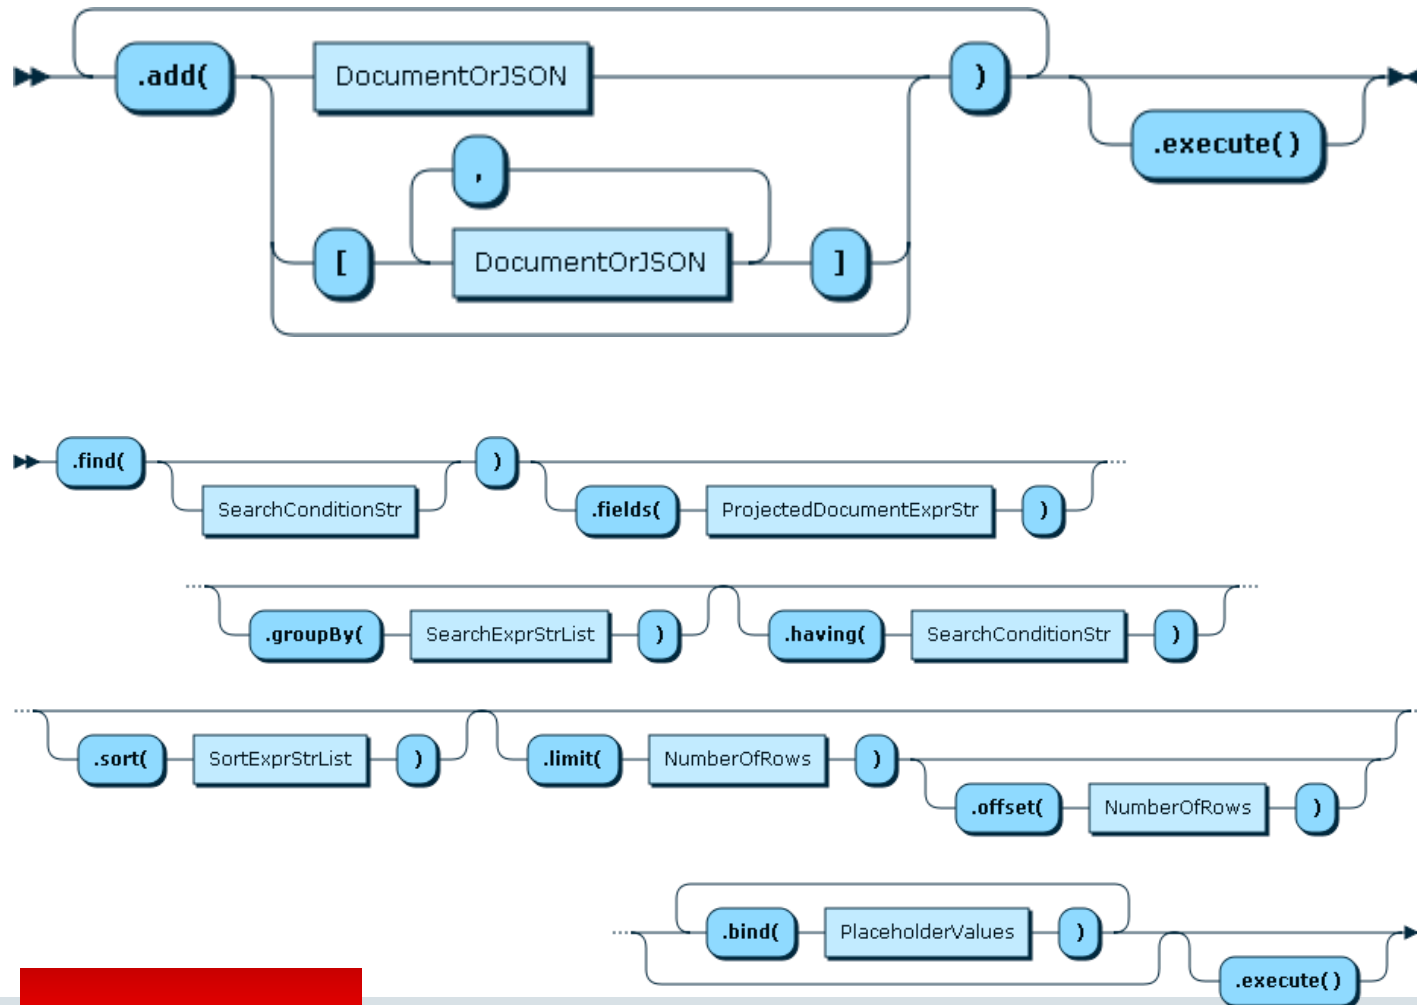 .add( DocumentOrJSON ) 
.execute()
,
[ DocumentOrJSON ]
.find( )
SearchConditionStr .fields( ProjectedDocumentExprStr )
.groupBy( SearchExprStrList ) .having( SearchConditionStr )
.sort( SortExprStrList ) .limit( NumberOfRows )
.offset( NumberOfRows )
.bind( PlaceholderValues )
.execute()